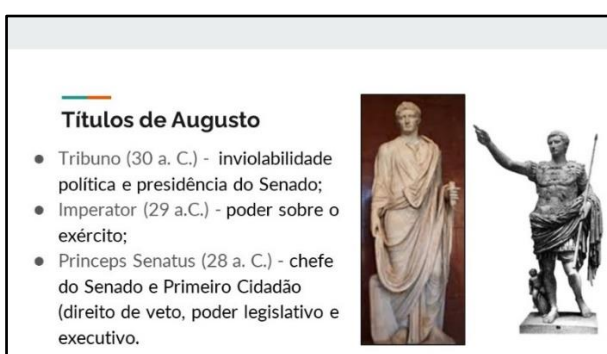 Títulos de Augusto
● Tribuno (30 a. C.) - inviolabilidade
política e presidência do Senado;
● Imperator (29 a.C.) - poder sobre o
exército;
● Princeps Senatus (28 a. C.) - chefe
do Senado e Primeiro Cidadão
(direito de veto, poder legislativo e
executivo.